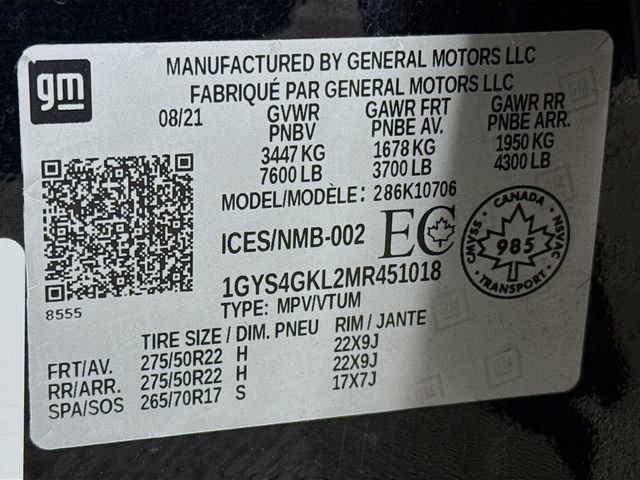 gm
MANUFACTURED BY GENERAL MOTORS LLC
FABRIQUÉ PAR GENERAL MOTORS LLC
08/21 GVWR GAWR FRT GAWR RR
PNBV PNBE AV. PNBE ARR.
3447 KG 1678 KG 1950 KG
7600 LB 3700 LB 4300 LB
MODEL/MODÈLE: 286K10706
ICES/NMB-002 EC
CANADA
CMVSS 985 NSVAC
1GYS4GKL2MR451018
TYPE: MPV/VTUM
8555
TIRE SIZE / DIM. PNEU RIM / JANTE
FRT/AV. 275/50R22 H 22X9J
RR/ARR. 275/50R22 H 22X9J
SPA/SOS 265/70R17 S 17X7J